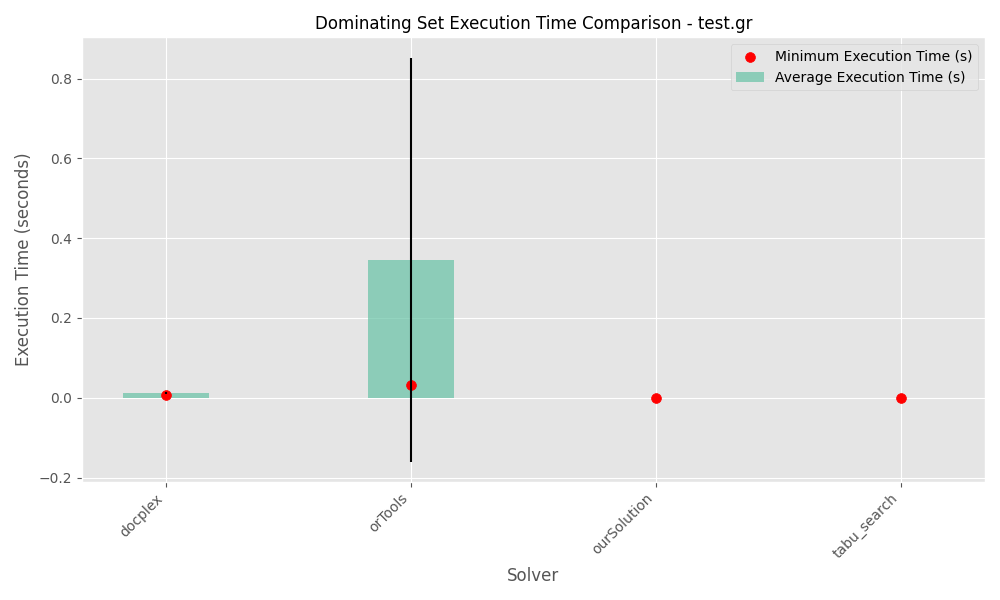 Dominating Set Execution Time Comparison - test.gr
Minimum Execution Time (s)
Average Execution Time (s)
Execution Time (seconds)
0.8
0.6
0.4
0.2
0.0
−0.2
docplex
orTools
ourSolution
tabu_search
Solver